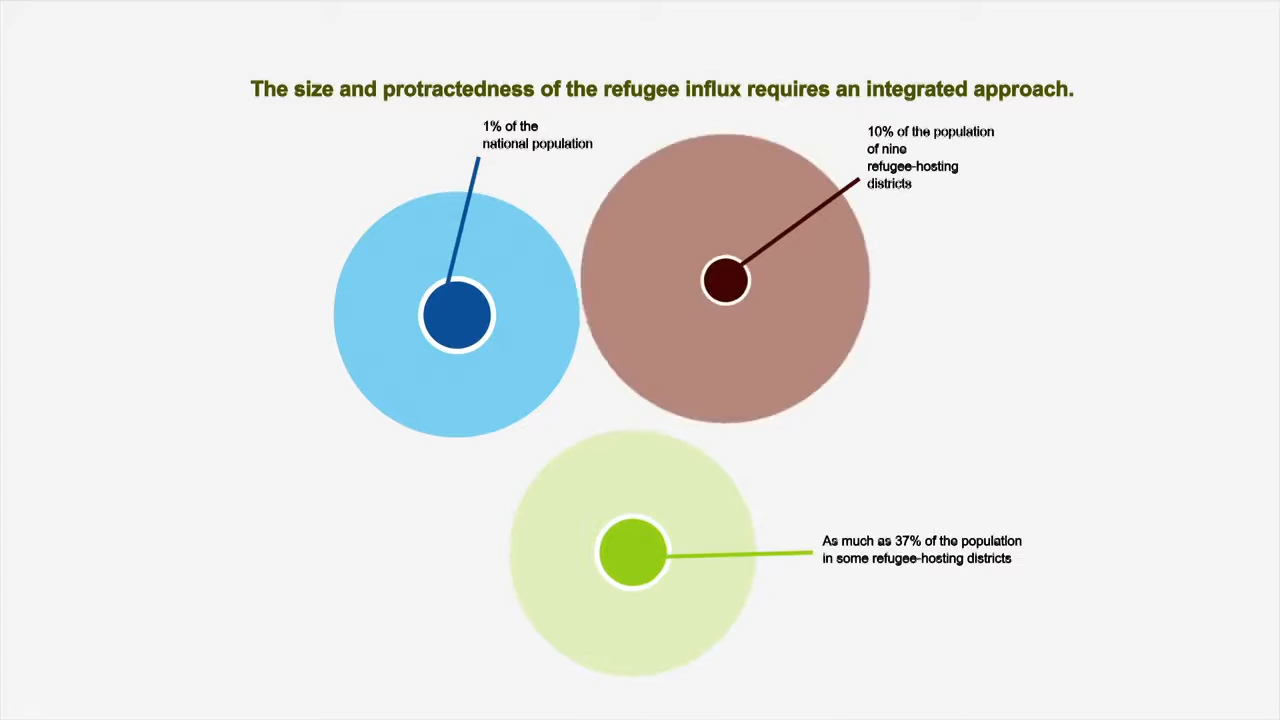 The size and protractedness of the refugee influx requires an integrated approach.
1% of the
national population
10% of the population
of nine
refugee-hosting
districts
As much as 37% of the population
in some refugee-hosting districts